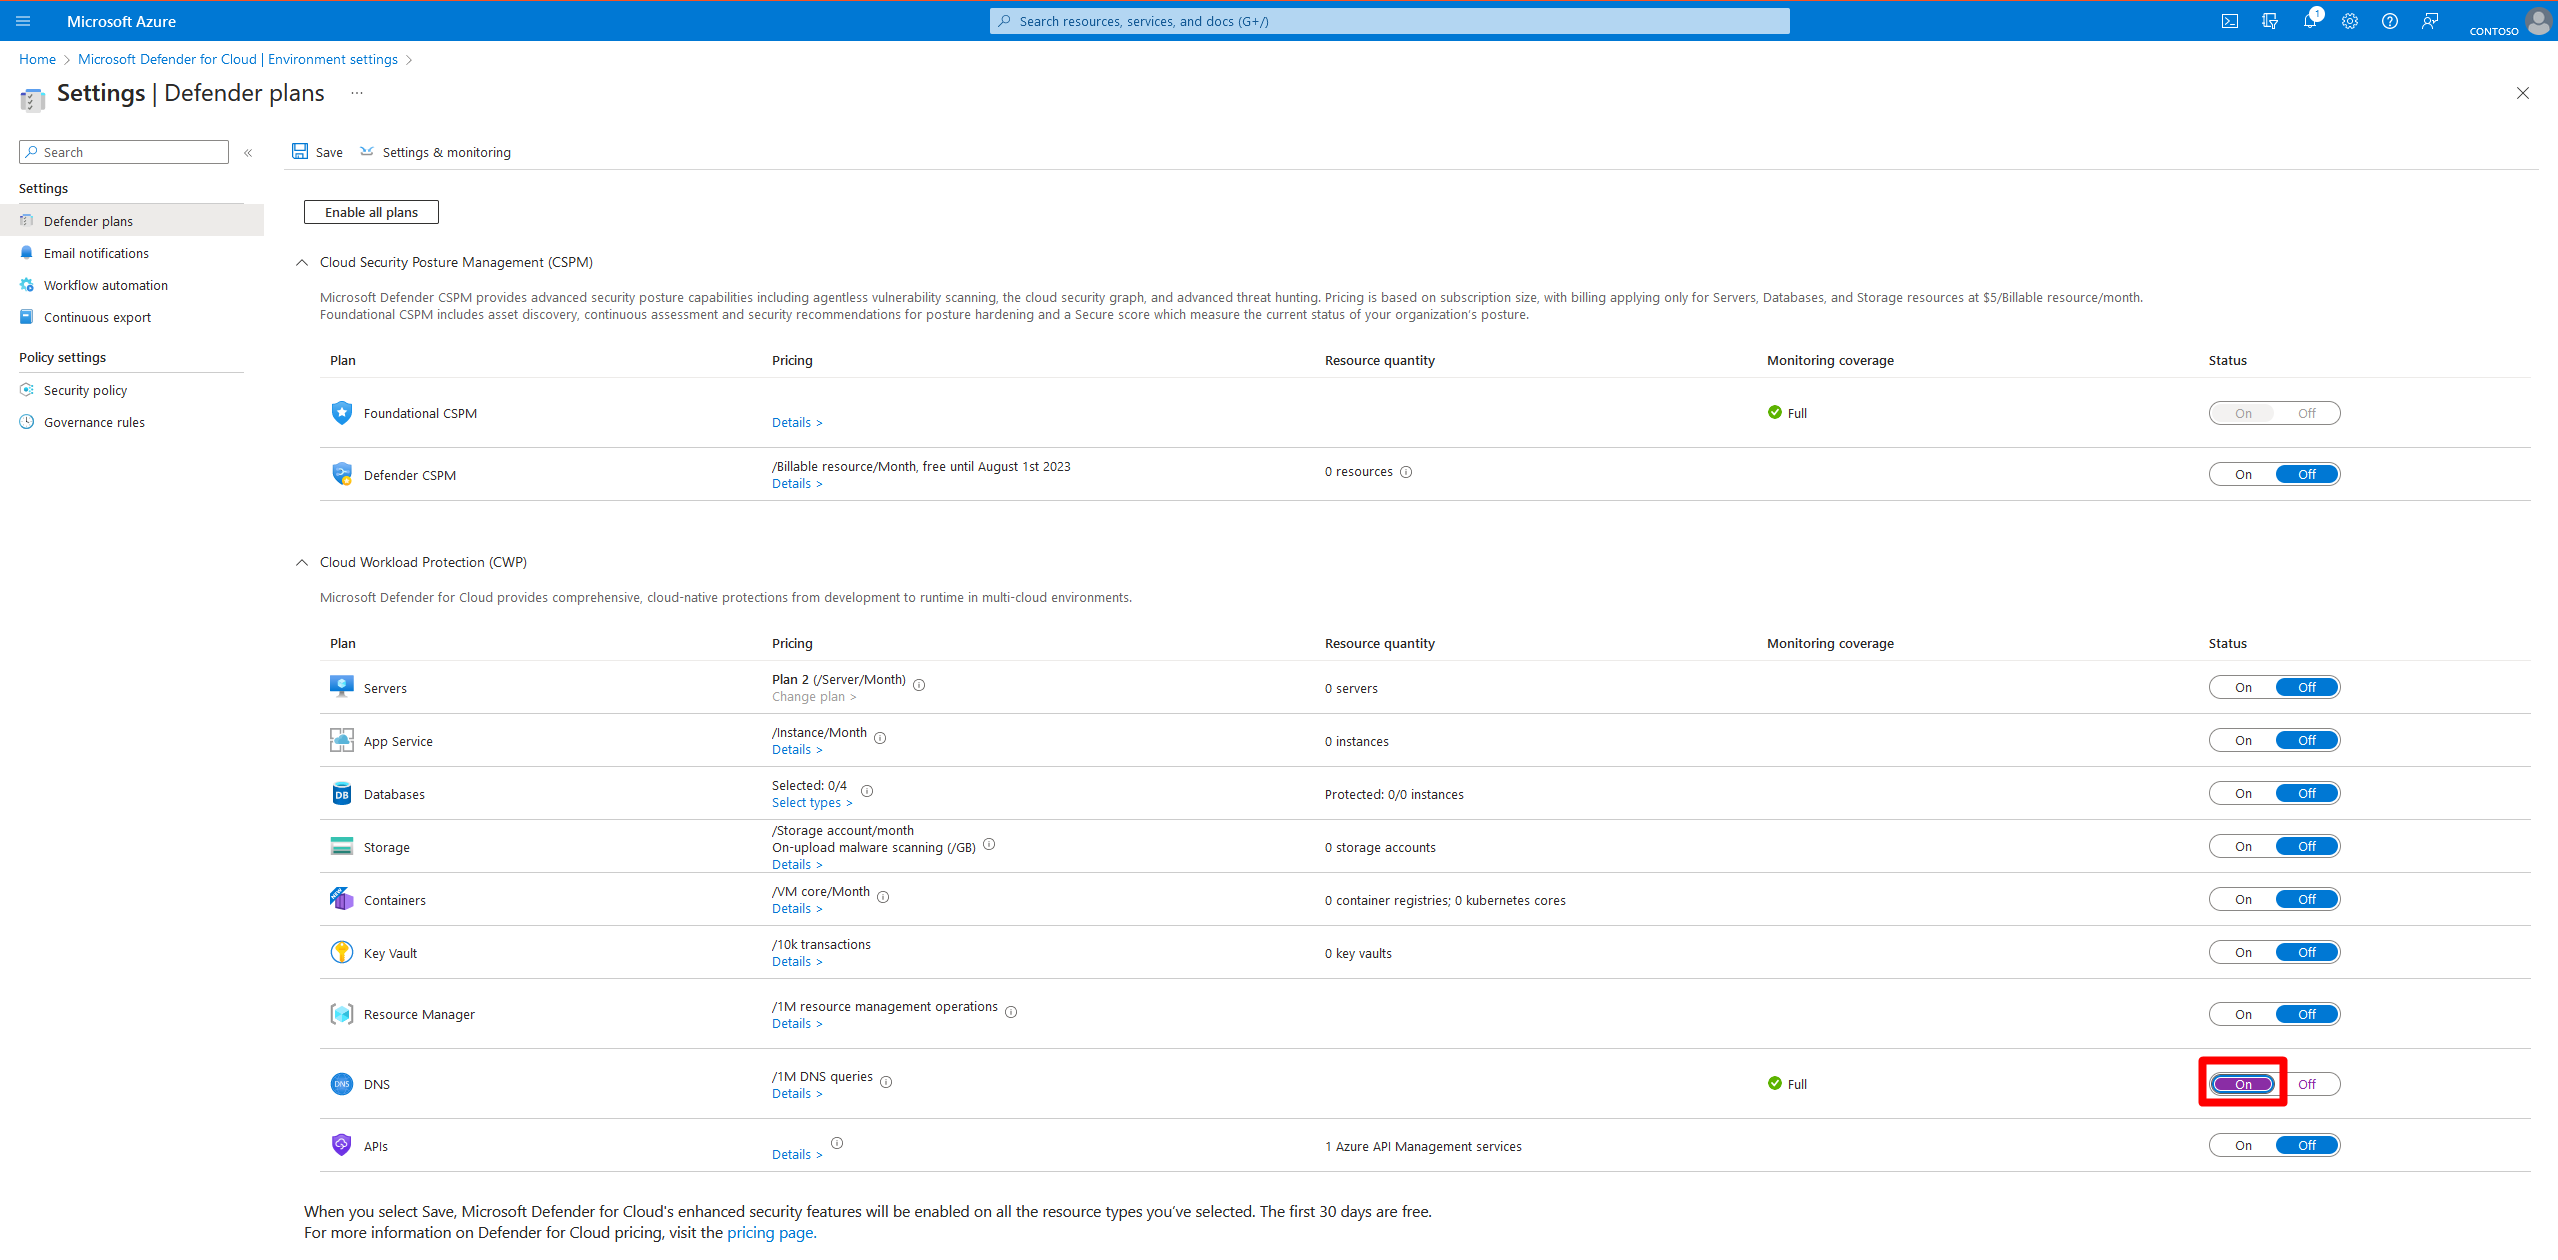 Microsoft Azure
Search resources, services, and docs (G+/)
1
CONTOSO
Home
Microsoft Defender for Cloud | Environment settings
Settings | Defender plans
...
Search
«
Save
Settings & monitoring
Settings
Defender plans
Email notifications
Workflow automation
Continuous export
Policy settings
Security policy
Governance rules
Enable all plans
Cloud Security Posture Management (CSPM)
Microsoft Defender CSPM provides advanced security posture capabilities including agentless vulnerability scanning, the cloud security graph, and advanced threat hunting. Pricing is based on subscription size, with billing applying only for Servers, Databases, and Storage resources at $5/Billable resource/month.
Foundational CSPM includes asset discovery, continuous assessment and security recommendations for posture hardening and a Secure score which measure the current status of your organization's posture.
Plan Pricing Resource quantity Monitoring coverage Status
Foundational CSPM Details > Full On Off
Defender CSPM /Billable resource/Month, free until August 1st 2023 0 resources On Off
Details >
Cloud Workload Protection (CWP)
Microsoft Defender for Cloud provides comprehensive, cloud-native protections from development to runtime in multi-cloud environments.
Plan Pricing Resource quantity Monitoring coverage Status
Servers Plan 2 (/Server/Month) 0 servers On Off
Change plan >
App Service /Instance/Month 0 instances On Off
Details >
DB Databases Selected: 0/4 Protected: 0/0 instances On Off
Select types >
Storage /Storage account/month 0 storage accounts On Off
On-upload malware scanning (/GB)
Details >
Containers /VM core/Month 0 container registries; 0 kubernetes cores On Off
Details >
Key Vault /10k transactions 0 key vaults On Off
Details >
Resource Manager /1M resource management operations On Off
Details >
DNS DNS /1M DNS queries Full On Off
Details >
APIs Details > 1 Azure API Management services On Off
When you select Save, Microsoft Defender for Cloud's enhanced security features will be enabled on all the resource types you've selected. The first 30 days are free.
For more information on Defender for Cloud pricing, visit the pricing page.